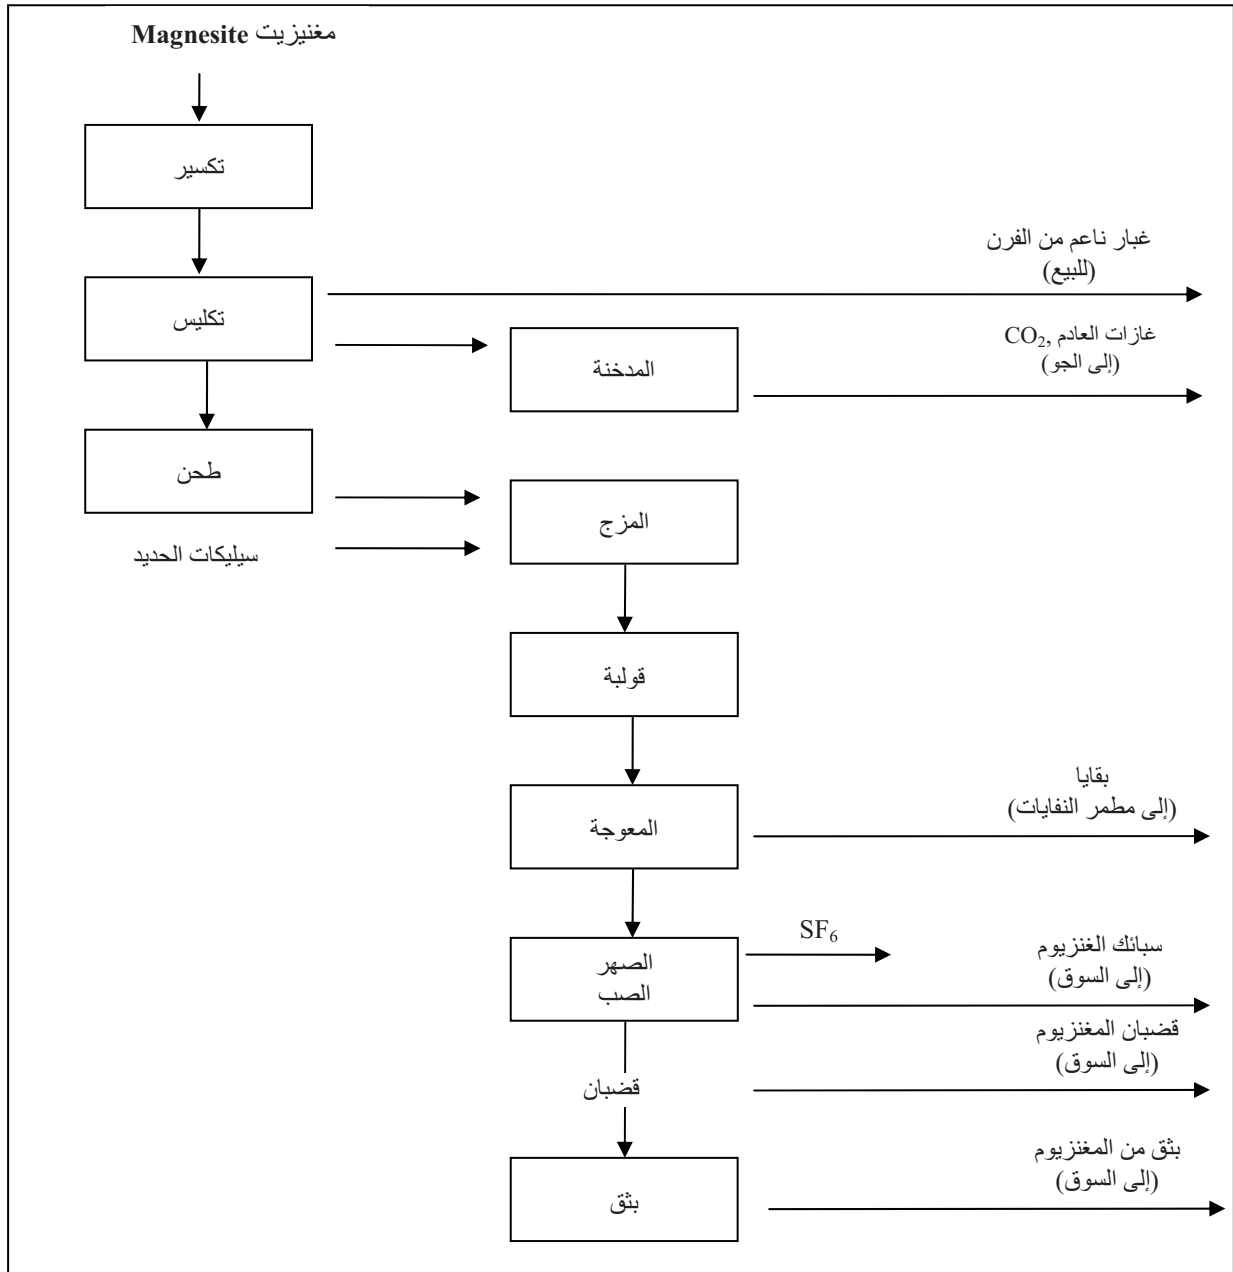 مغنيزيت Magnesite
تكسير
غبار ناعم من الفرن
(للبيع)
تكليس
غازات العادم ,CO₂
(إلى الجو)
المدخنة
طحن
المزج
سيليكات الحديد
قولبة
بقايا
(إلى مطمر النفايات)
المعوجة
SF₆
سبائك الغنزيوم
(إلى السوق)
الصهر
الصب
قضبان المغنزيوم
(إلى السوق)
قضبان
بثق من المغنزيوم
(إلى السوق)
بثق